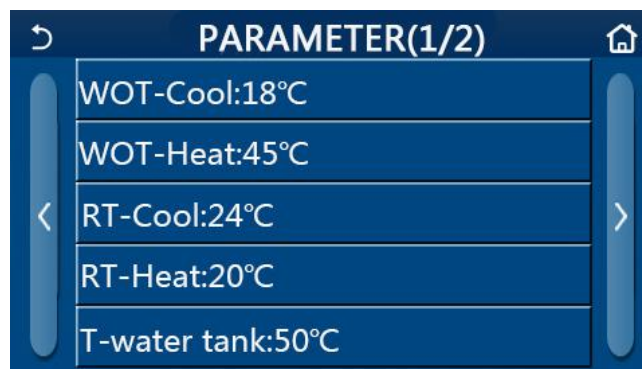 PARAMETER(1/2)
WOT-Cool:18℃
WOT-Heat:45℃
RT-Cool:24℃
RT-Heat:20℃
T-water tank:50℃